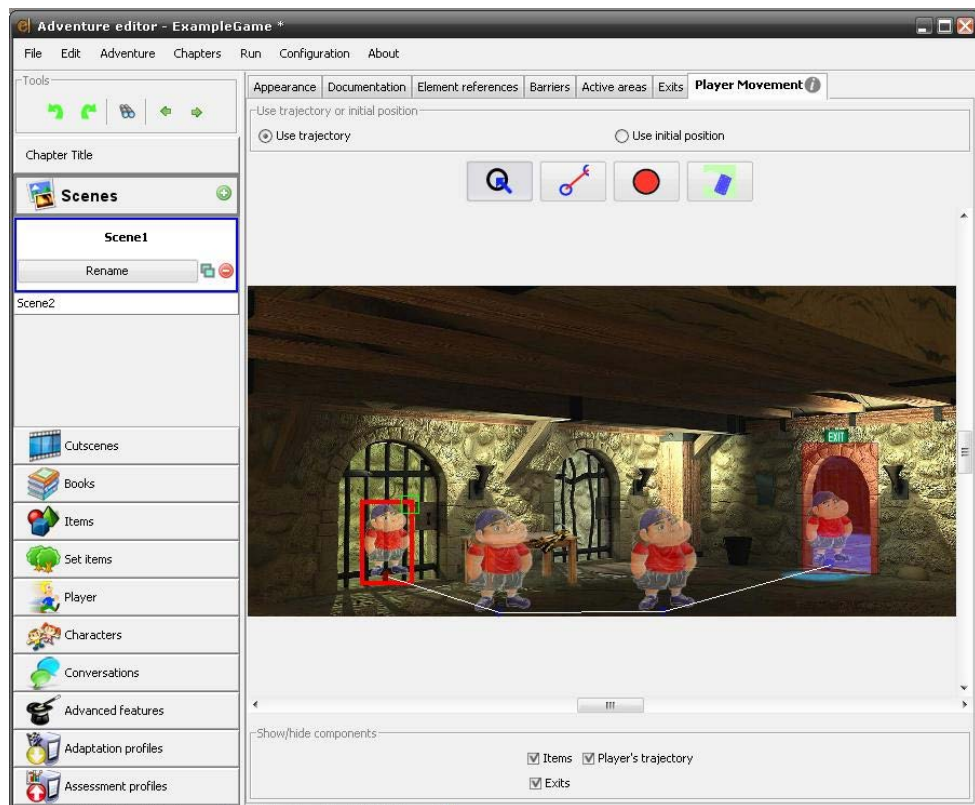 Adventure editor - ExampleGame *
File Edit Adventure Chapters Run Configuration About
Tools
Chapter Title
Scenes
Scene1
Rename
Scene2
Cutscenes
Books
Items
Set items
Player
Characters
Conversations
Advanced features
Adaptation profiles
Assessment profiles
Appearance Documentation Element references Barriers Active areas Exits Player Movement i
Use trajectory or initial position
Use trajectory Use initial position
EXIT
Show/hide components
Items Player's trajectory
Exits